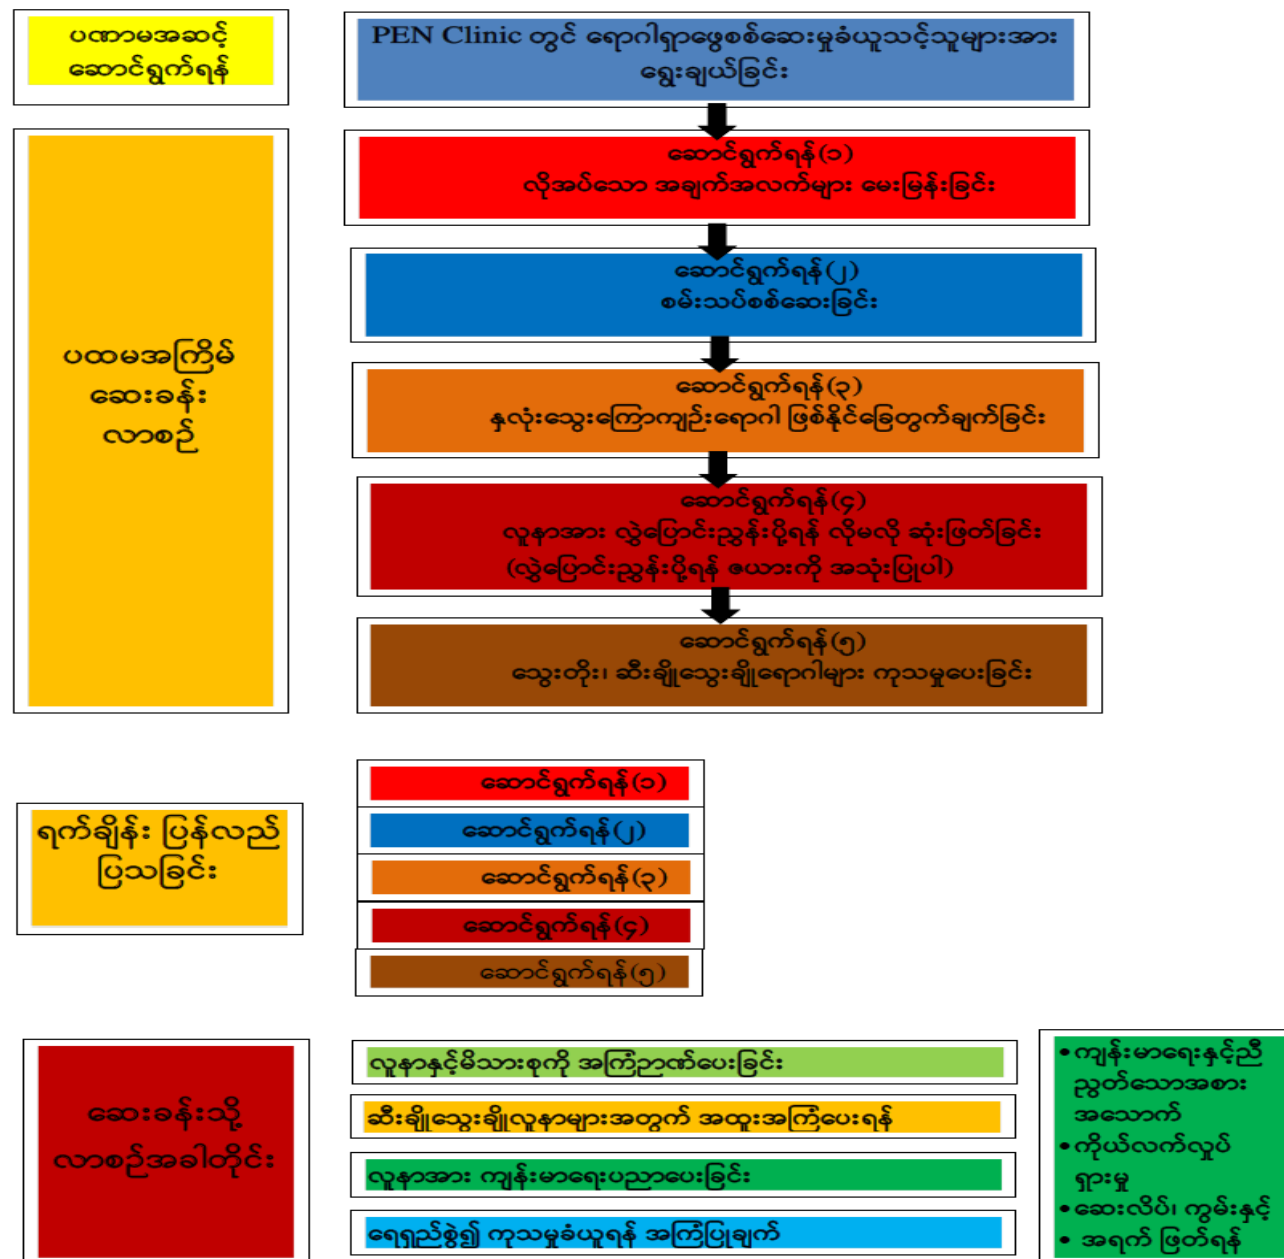 ပဏာမအဆင့်
ဆောင်ရွက်ရန်
PEN Clinic တွင် ရောဂါရှာဖွေစစ်ဆေးမှုခံယူသင့်သူများအား
ရွေးချယ်ခြင်း
ပထမအကြိမ်
ဆေးခန်း
လာစဉ်
ဆောင်ရွက်ရန်(၁)
လိုအပ်သော အချက်အလက်များ မေးမြန်းခြင်း
ဆောင်ရွက်ရန်(၂)
စမ်းသပ်စစ်ဆေးခြင်း
ဆောင်ရွက်ရန်(၃)
နှလုံးသွေးကြောကျဉ်းရောဂါ ဖြစ်နိုင်ခြေတွက်ချက်ခြင်း
ဆောင်ရွက်ရန်(၄)
လူနာအား လွှဲပြောင်းညွှန်းပို့ရန် လိုမလို ဆုံးဖြတ်ခြင်း
(လွှဲပြောင်းညွှန်းပို့ရန် ဇယားကို အသုံးပြုပါ)
ဆောင်ရွက်ရန်(၅)
သွေးတိုး၊ ဆီးချိုသွေးချိုရောဂါများ ကုသမှုပေးခြင်း
ရက်ချိန်း ပြန်လည်
ပြသခြင်း
ဆောင်ရွက်ရန်(၁)
ဆောင်ရွက်ရန်(၂)
ဆောင်ရွက်ရန်(၃)
ဆောင်ရွက်ရန်(၄)
ဆောင်ရွက်ရန်(၅)
ဆေးခန်းသို့
လာစဉ်အခါတိုင်း
လူနာနှင့်မိသားစုကို အကြံဉာဏ်ပေးခြင်း
ဆီးချိုသွေးချိုလူနာများအတွက် အထူးအကြံပေးရန်
လူနာအား ကျန်းမာရေးပညာပေးခြင်း
ရေရှည်စွဲ၍ ကုသမှုခံယူရန် အကြံပြုချက်
•ကျန်းမာရေးနှင့်ညီ
ညွတ်သောအစား
အသောက်
•ကိုယ်လက်လှုပ်
ရှားမှု
•ဆေးလိပ်၊ ကွမ်းနှင့်
• အရက် ဖြတ်ရန်